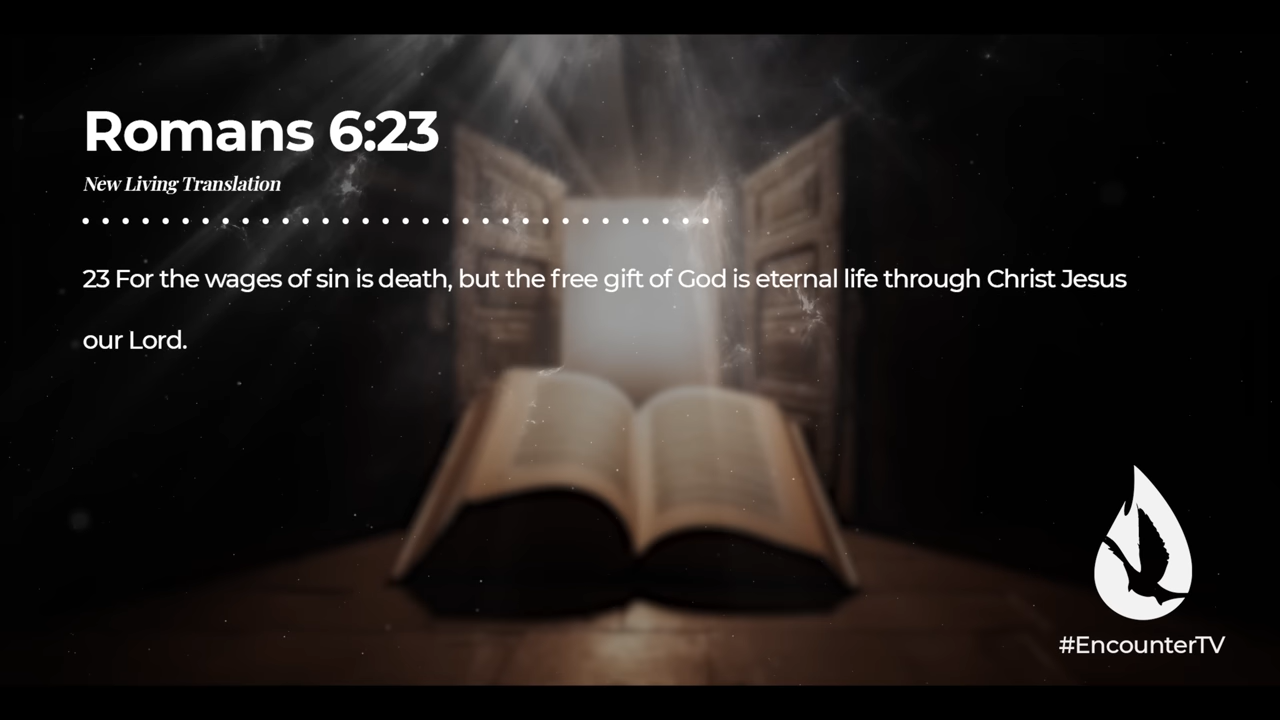 Romans 6:23
New Living Translation
23 For the wages of sin is death, but the free gift of God is eternal life through Christ Jesus
our Lord.
#EncounterTV